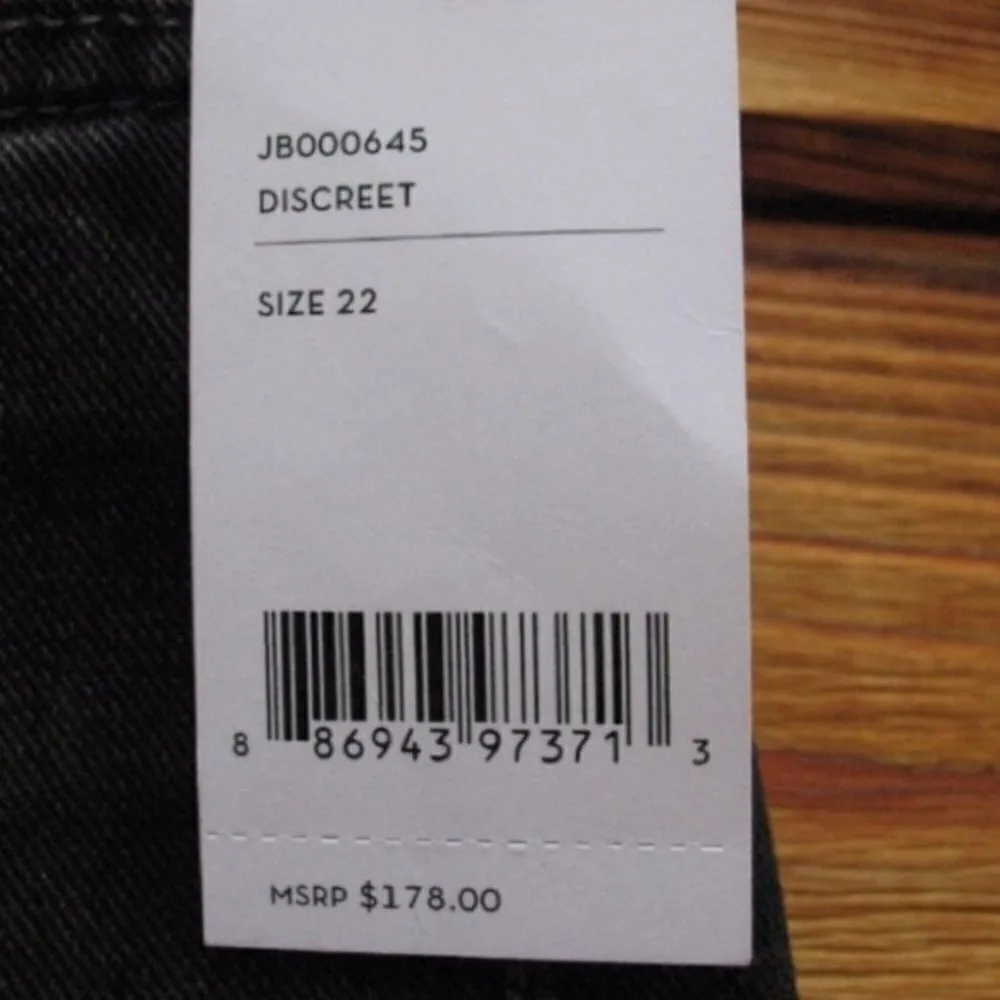 JB000645
DISCREET
SIZE 22
8 86943 97371 3
MSRP $178.00